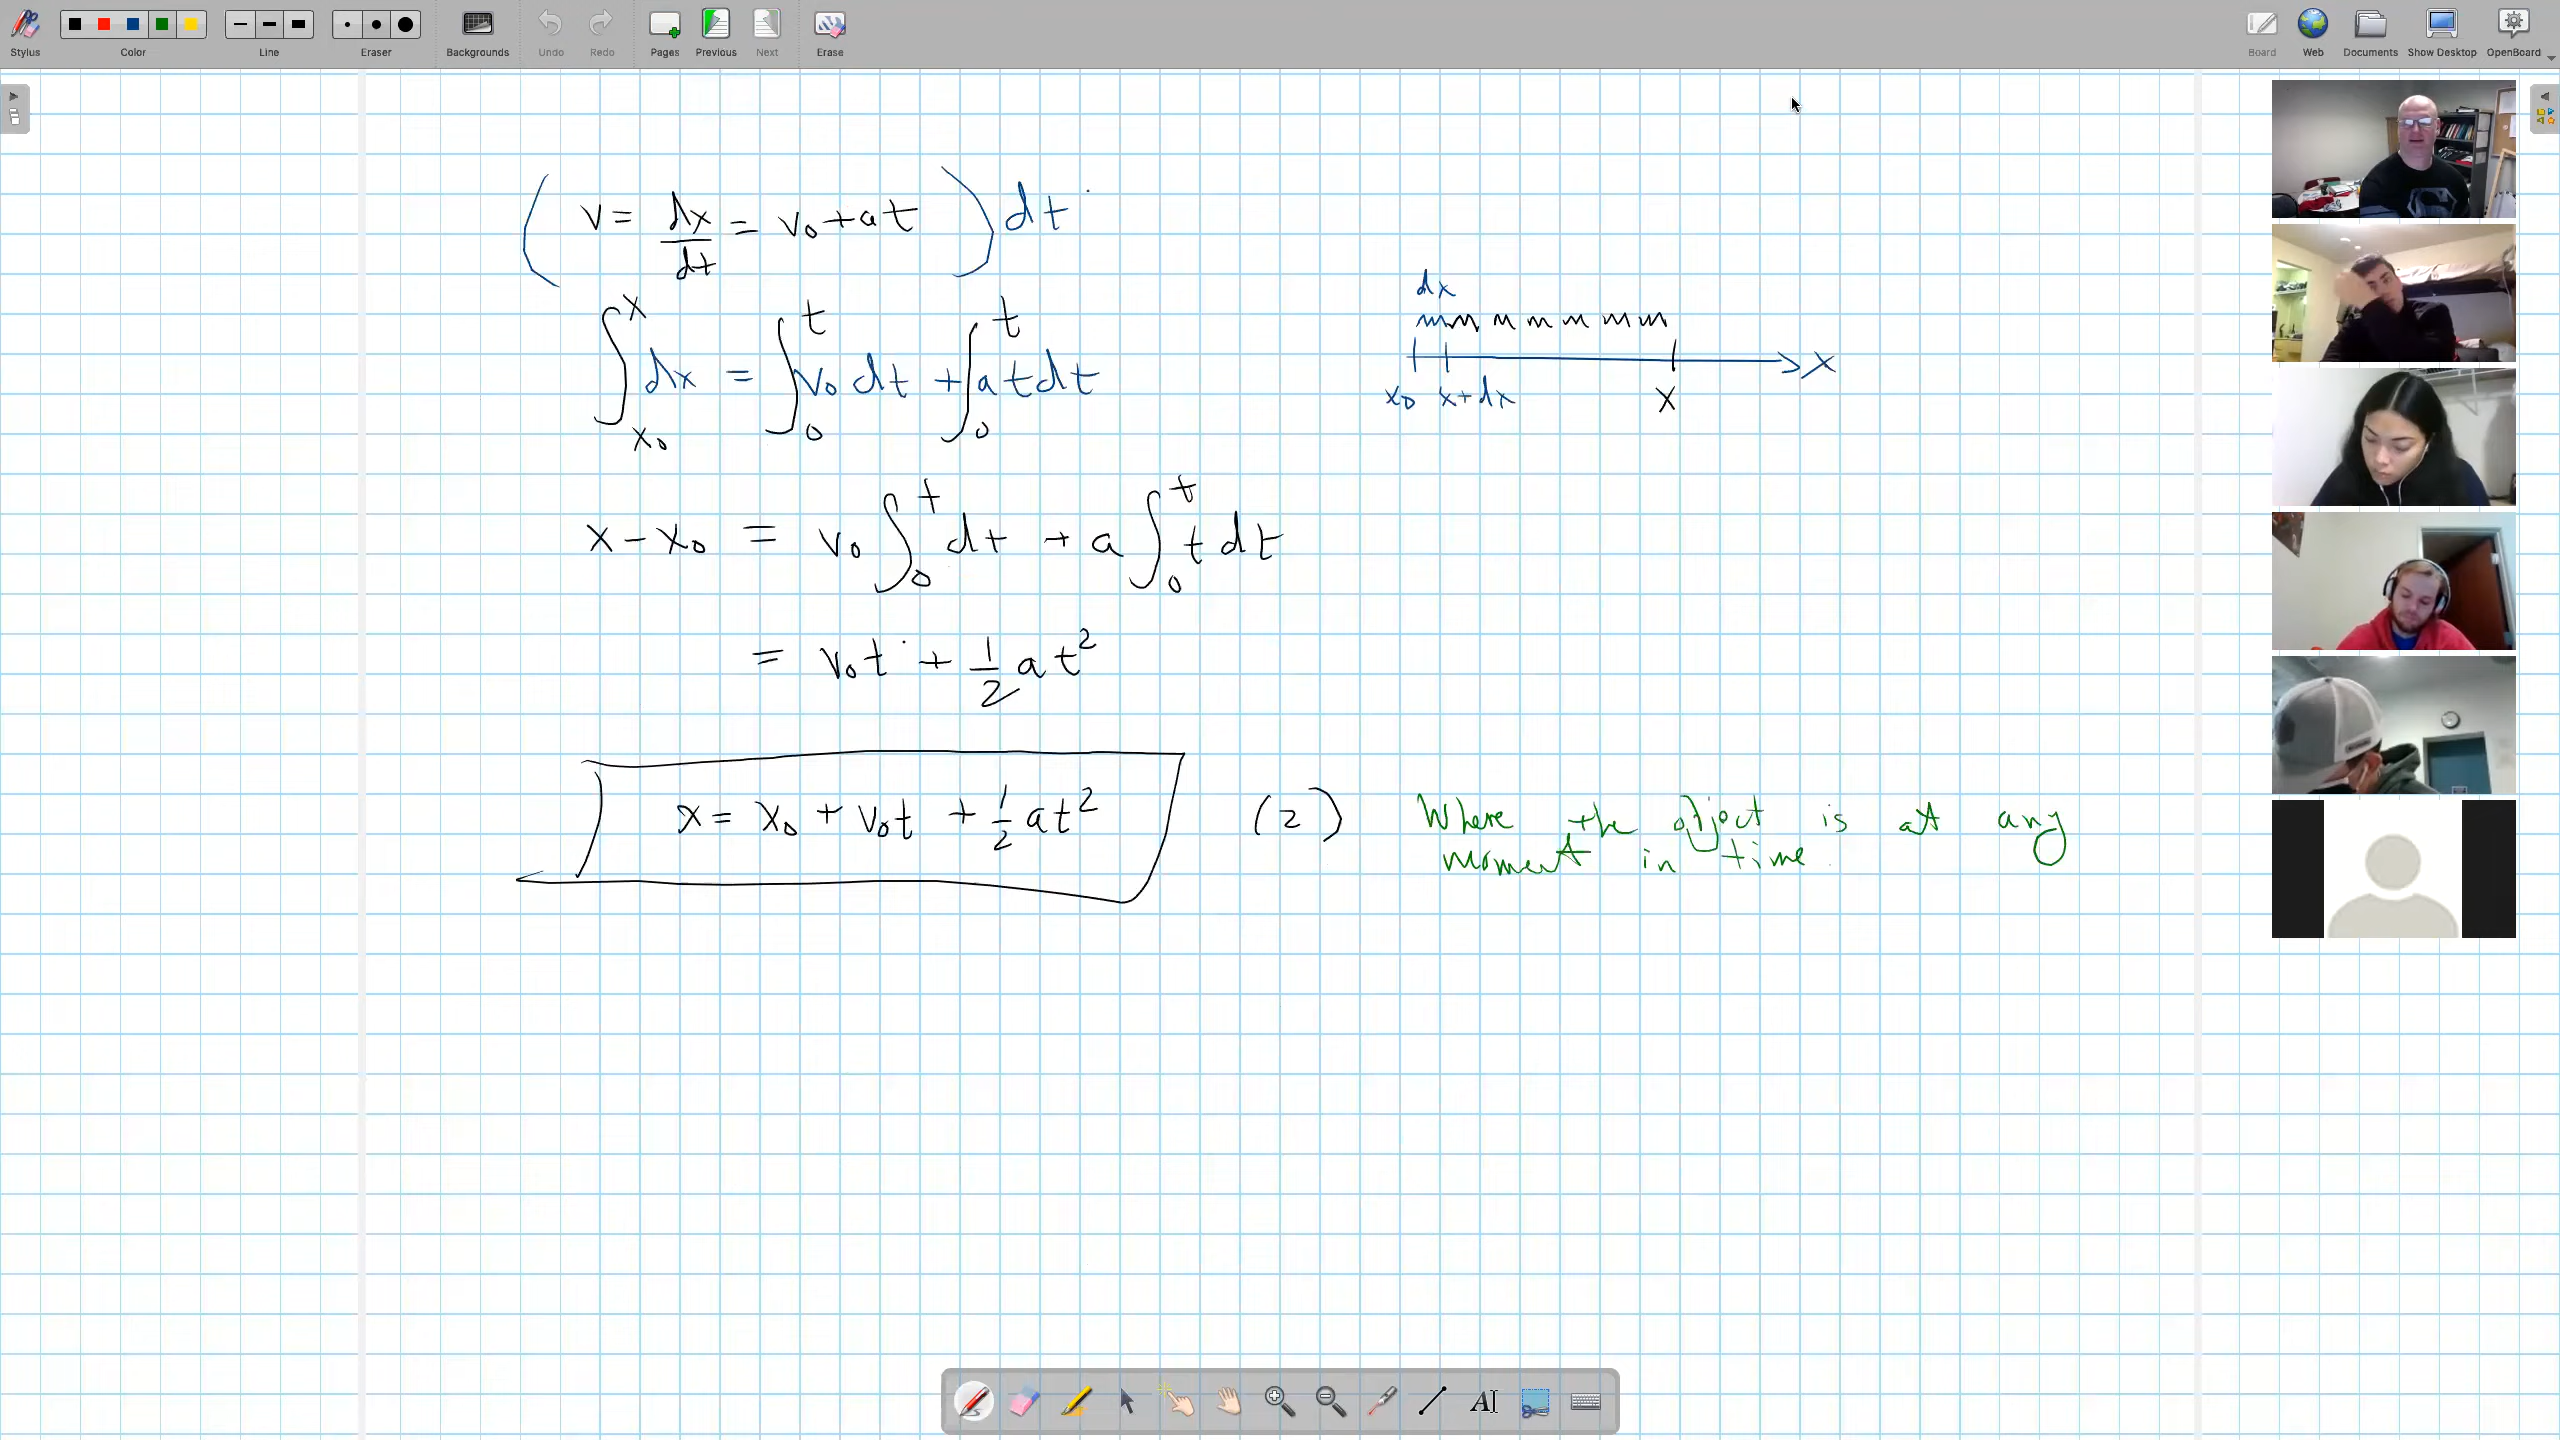 Stylus Color Line Eraser Backgrounds Undo Redo Pages Previous Next Erase Board Web Documents Show Desktop OpenBoard
( v = dx/dt = v₀ + at ) dt
∫ₓ₀ˣ dx = ∫₀ᵗ v₀ dt + ∫₀ᵗ a t dt
dx
x₀ x+dx x X
x - x₀ = v₀ ∫₀ᵗ dt + a ∫₀ᵗ t dt
= v₀t + 1/2 at²
x = x₀ + v₀t + 1/2 at² (2) Where the object is at any
moment in time.
AI